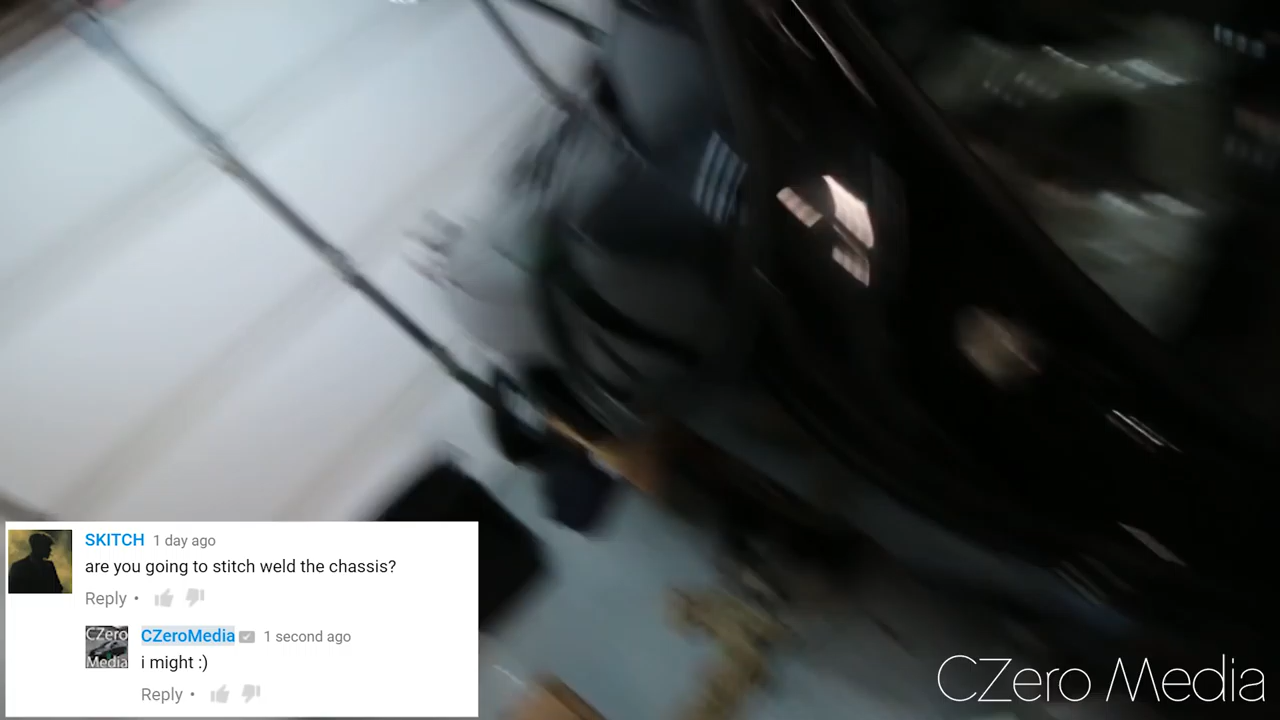 SKITCH 1 day ago
are you going to stitch weld the chassis?
Reply •
CZero
Media
CZeroMedia 1 second ago
i might :)
Reply •
CZero Media